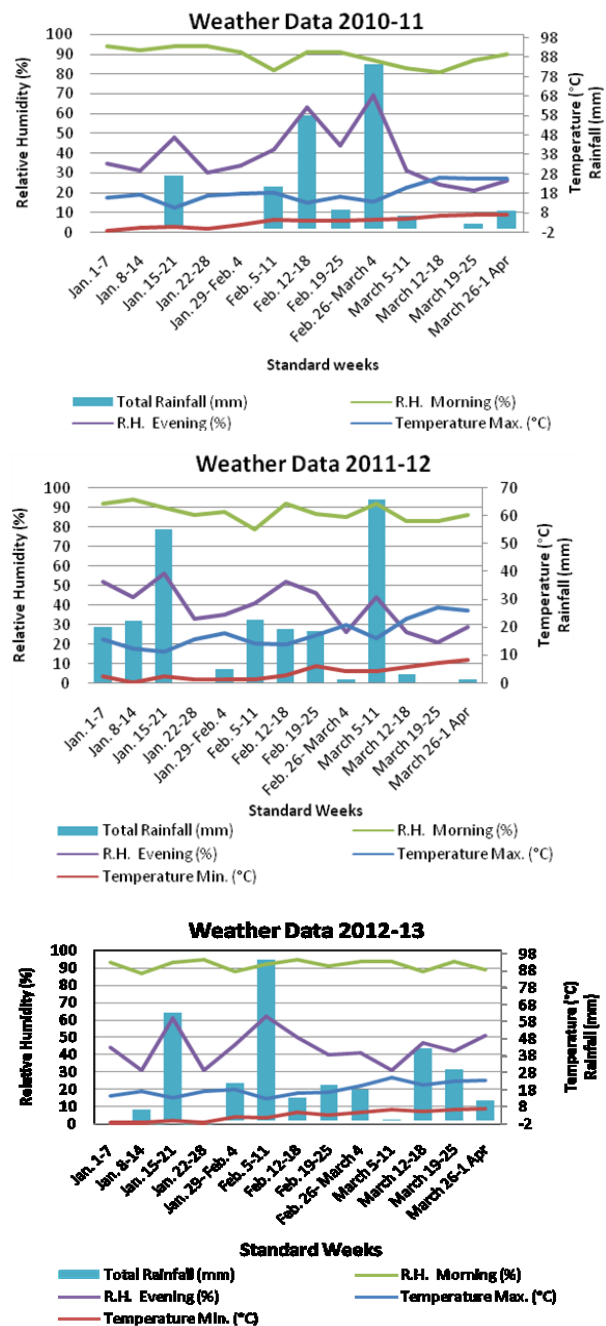 Weather Data 2010-11
100
90
80
70
60
50
40
30
20
10
0
Relative Humidity (%)
98
88
78
68
58
48
38
28
18
8
-2
Temperature (°C)
Rainfall (mm)
Jan. 1-7
Jan. 8-14
Jan. 15-21
Jan. 22-28
Jan. 29- Feb. 4
Feb. 5-11
Feb. 12-18
Feb. 19-25
Feb. 26- March 4
March 5-11
March 12-18
March 19-25
March 26-1 Apr
Standard weeks
Total Rainfall (mm) R.H. Morning (%)
R.H. Evening (%) Temperature Max. (°C)
Weather Data 2011-12
100
90
80
70
60
50
40
30
20
10
0
Relative Humidity (%)
70
60
50
40
30
20
10
0
Temperature (°C)
Rainfall (mm)
Jan. 1-7
Jan. 8-14
Jan. 15-21
Jan. 22-28
Jan. 29- Feb. 4
Feb. 5-11
Feb. 12-18
Feb. 19-25
Feb. 26- March 4
March 5-11
March 12-18
March 19-25
March 26-1 Apr
Standard Weeks
Total Rainfall (mm) R.H. Morning (%)
R.H. Evening (%) Temperature Max. (°C)
Temperature Min. (°C)
Weather Data 2012-13
100
90
80
70
60
50
40
30
20
10
0
Relative Humidity (%)
98
88
78
68
58
48
38
28
18
8
-2
Temperature (°C)
Rainfall (mm)
Jan. 1-7
Jan. 8-14
Jan. 15-21
Jan. 22-28
Jan. 29- Feb. 4
Feb. 5-11
Feb. 12-18
Feb. 19-25
Feb. 26- March 4
March 5-11
March 12-18
March 19-25
March 26-1 Apr
Standard Weeks
Total Rainfall (mm) R.H. Morning (%)
R.H. Evening (%) Temperature Max. (°C)
Temperature Min. (°C)